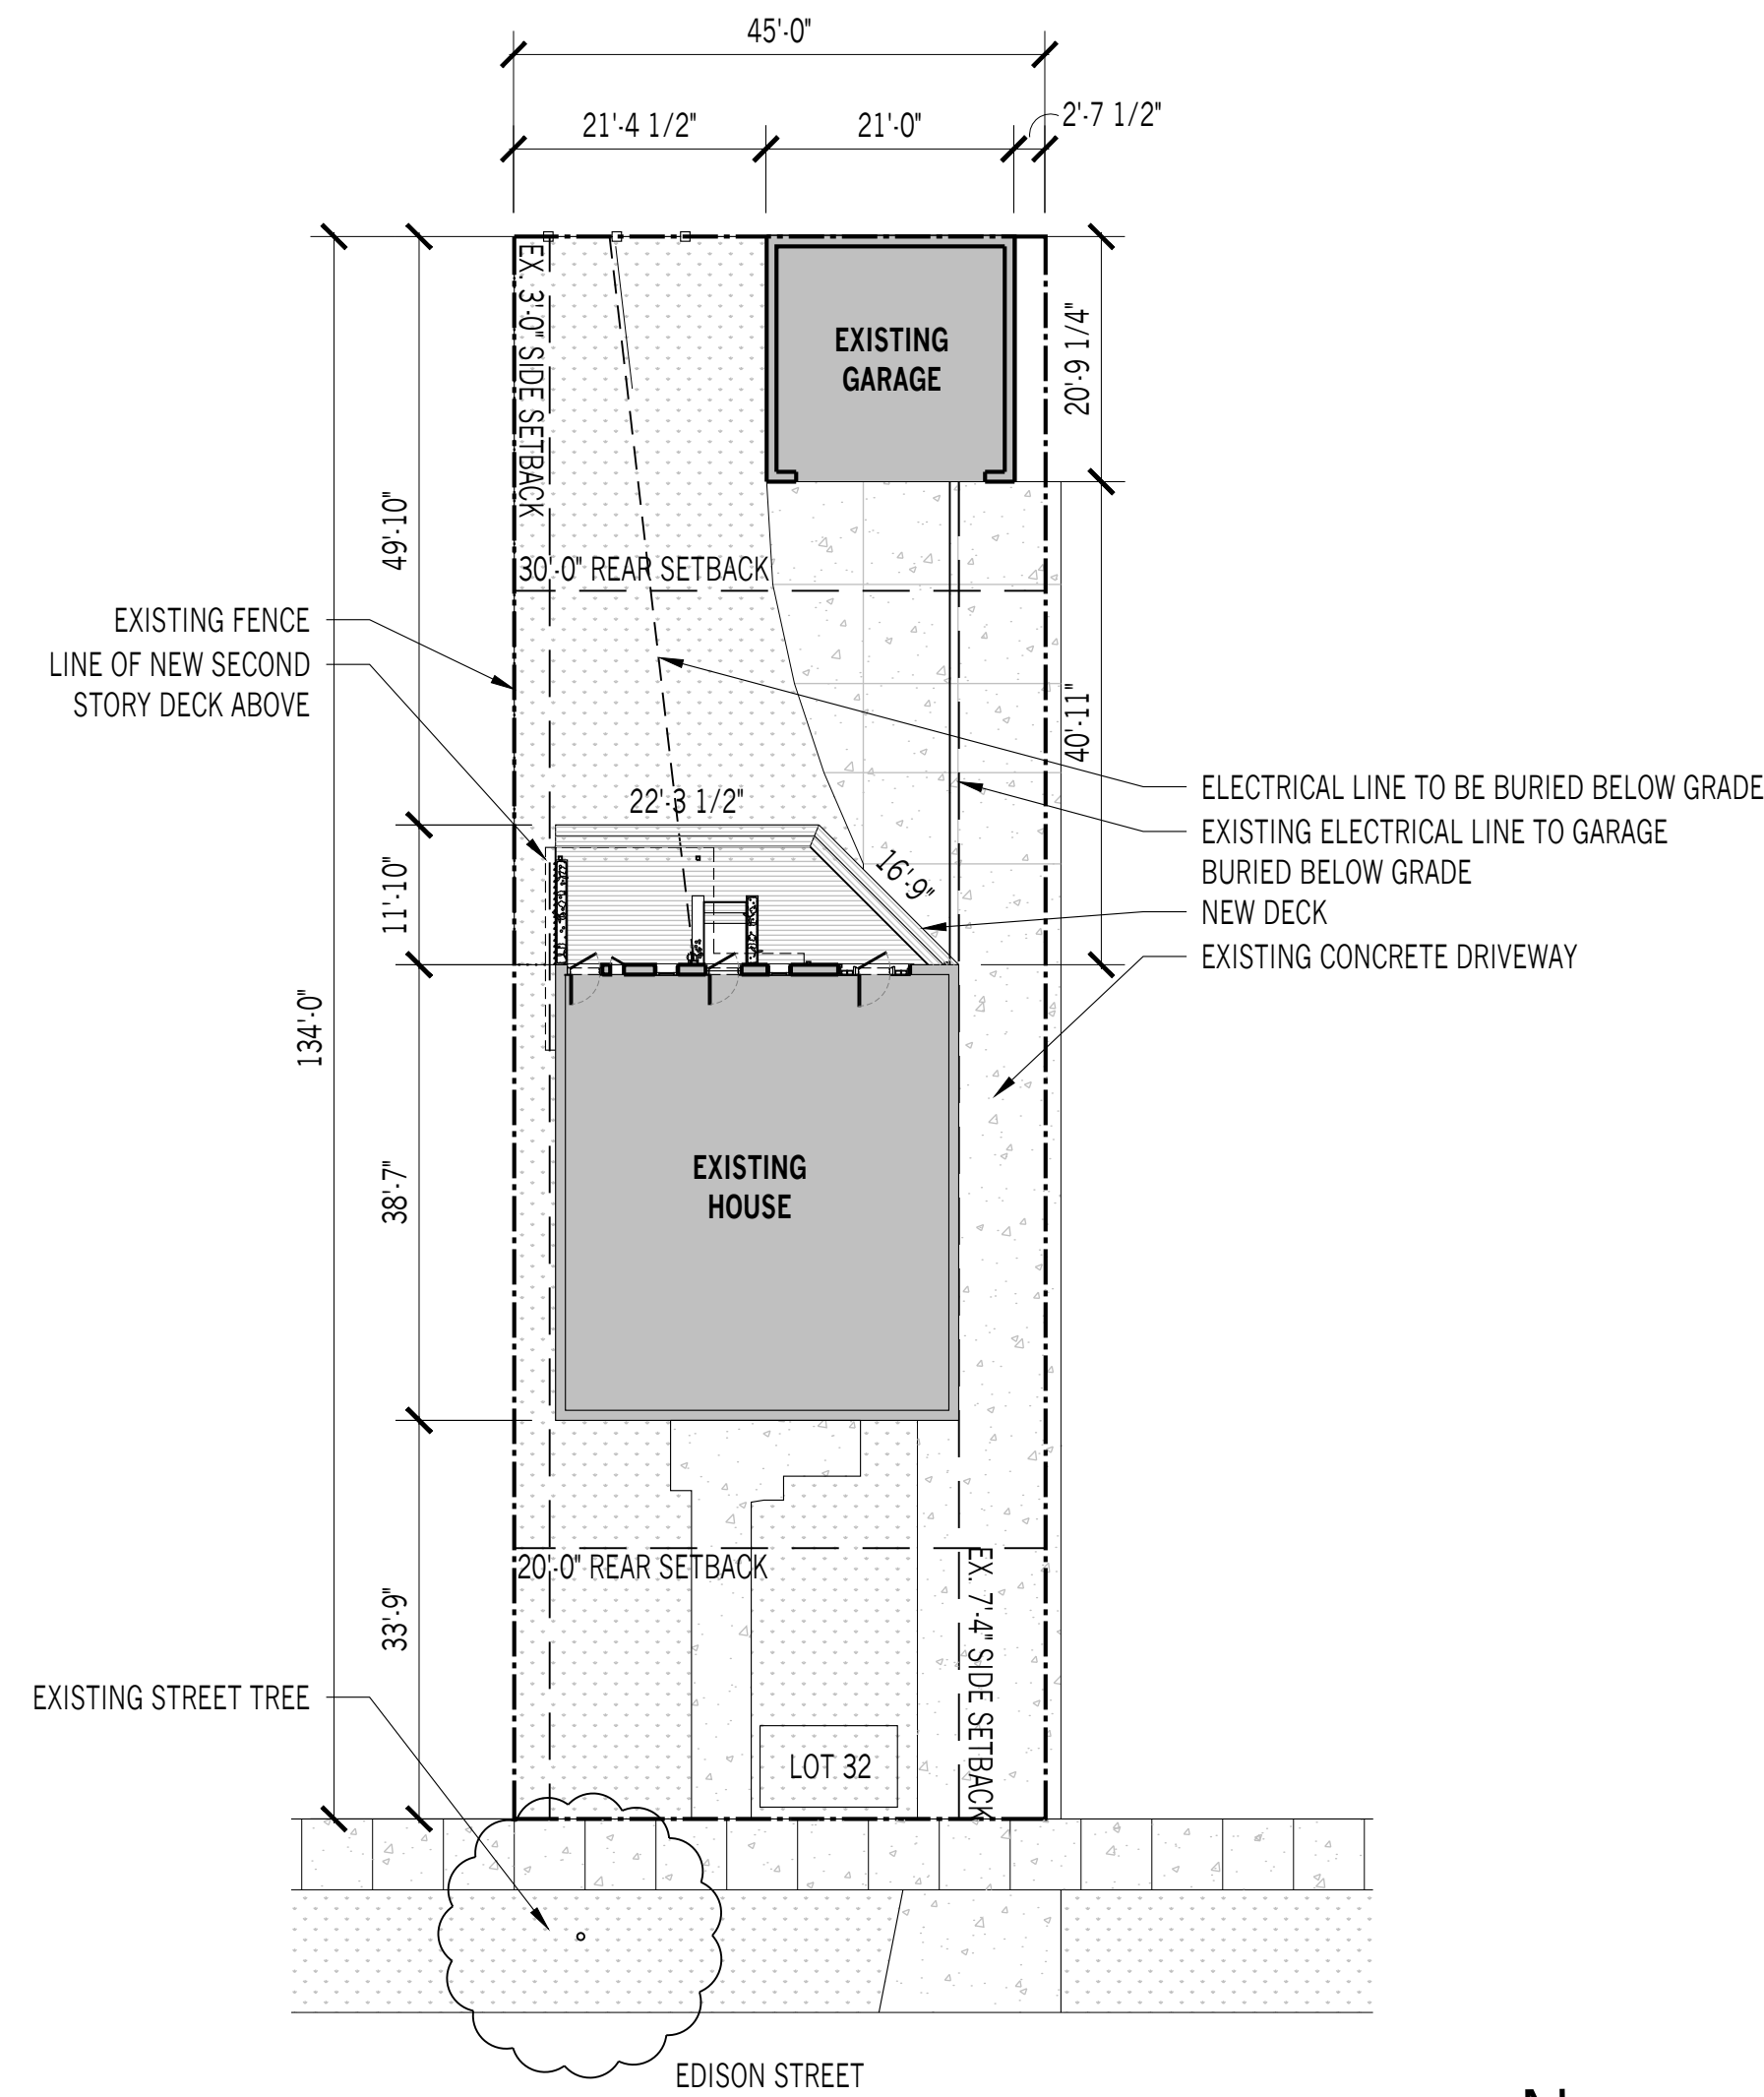 45'-0"
21'-4 1/2"
21'-0"
2'-7 1/2"
EX. 3'-0" SIDE SETBACK
EXISTING
GARAGE
20'-9 1/4"
49'-10"
30'-0" REAR SETBACK
EXISTING FENCE
LINE OF NEW SECOND
STORY DECK ABOVE
40'-11"
ELECTRICAL LINE TO BE BURIED BELOW GRADE
EXISTING ELECTRICAL LINE TO GARAGE
BURIED BELOW GRADE
NEW DECK
EXISTING CONCRETE DRIVEWAY
22'-3 1/2"
16'-9"
11'-10"
134'-0"
EXISTING
HOUSE
38'-7"
20'-0" REAR SETBACK
EX. 7'-4" SIDE SETBACK
33'-9"
EXISTING STREET TREE
LOT 32
EDISON STREET